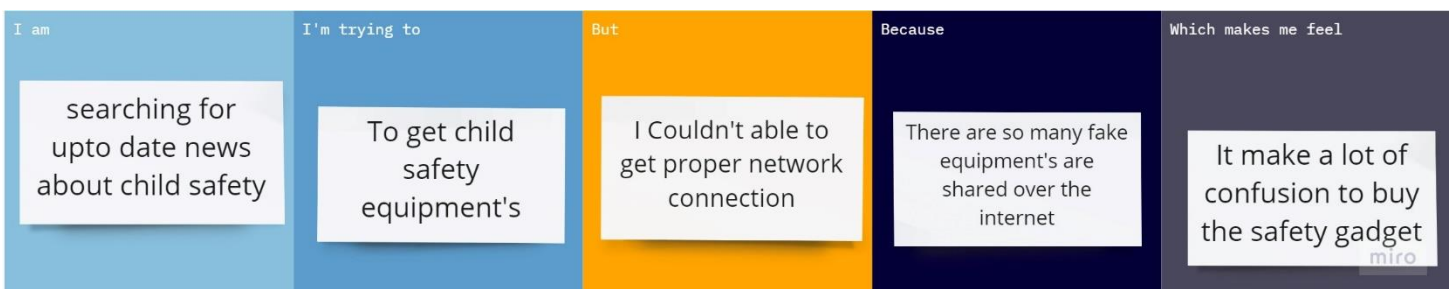 I am
searching for
upto date news
about child safety
I'm trying to
To get child
safety
equipment's
But
I Couldn't able to
get proper network
connection
Because
There are so many fake
equipment's are
shared over the
internet
Which makes me feel
It make a lot of
confusion to buy
the safety gadget
miro